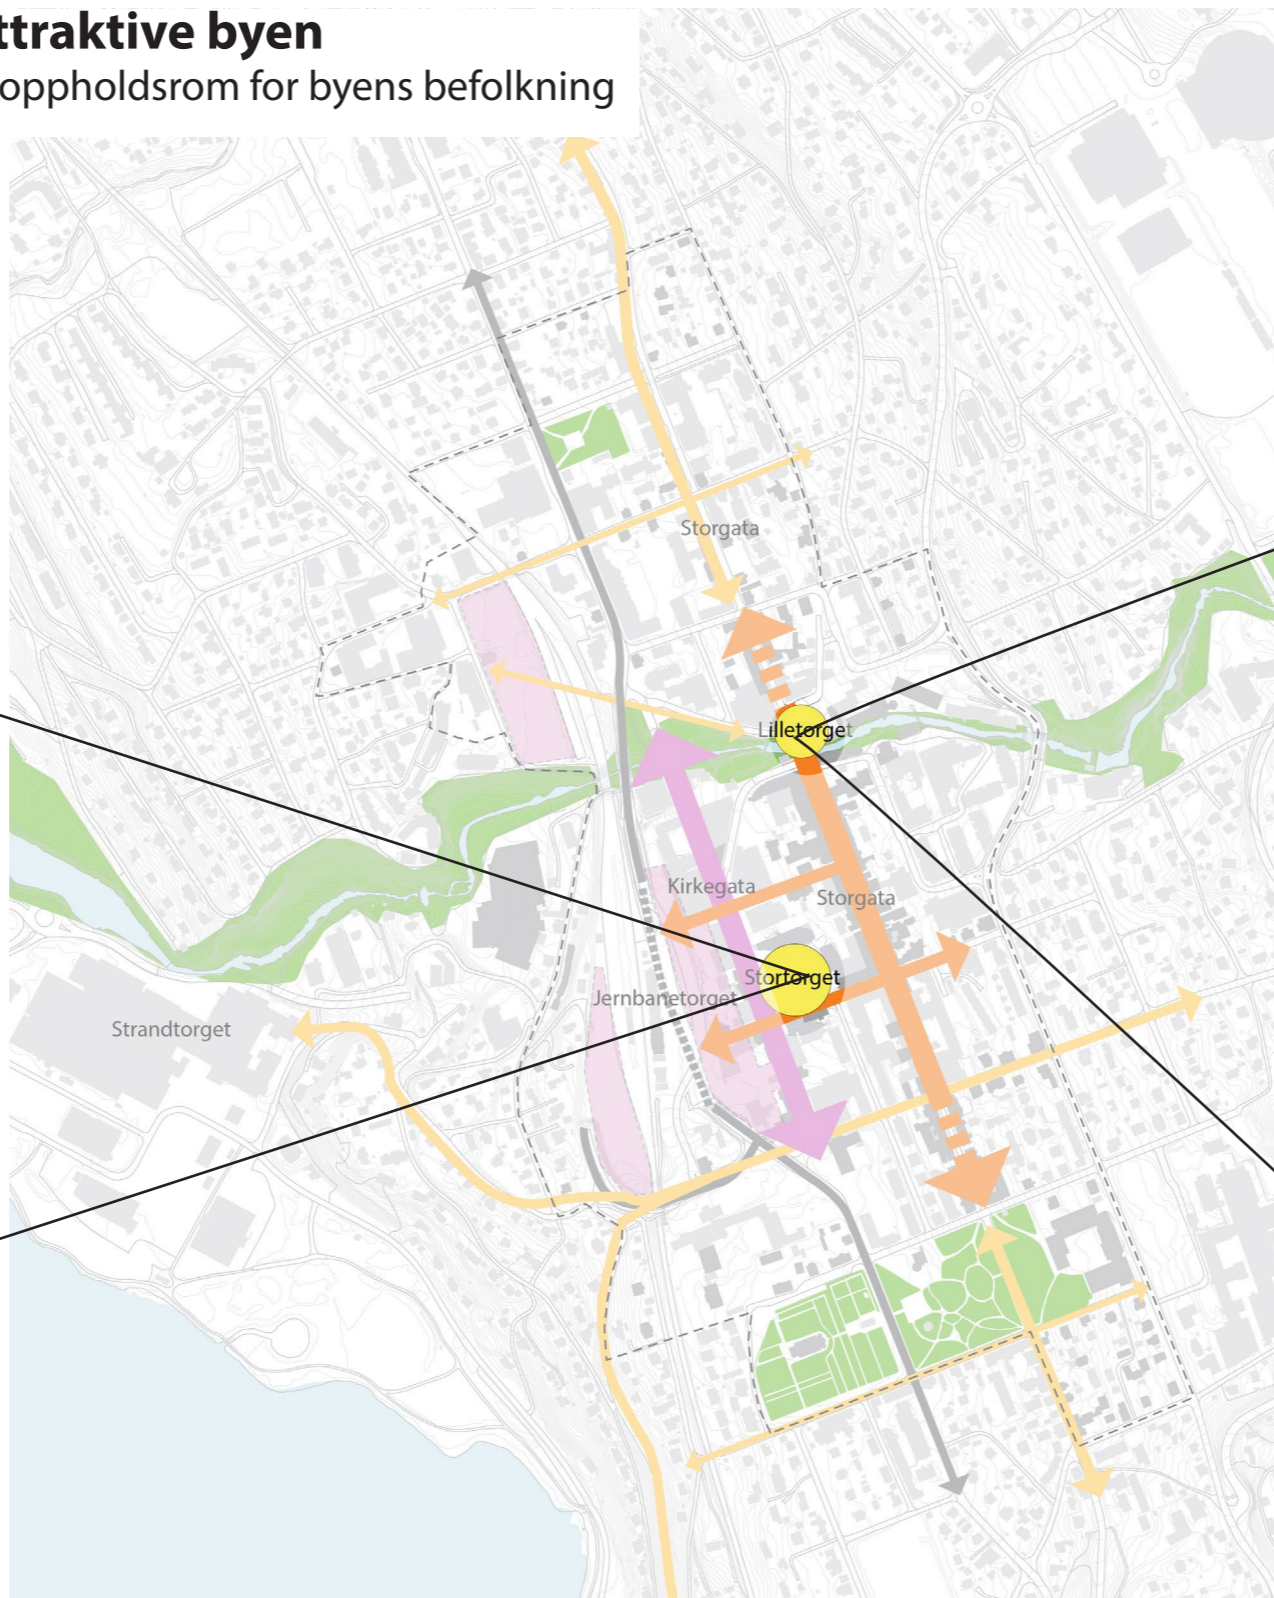 ttraktive byen
oppholdsrom for byens befolkning
Storgata
Lilletorget
Kirkegata
Storgata
Stortorget
Jernbanetorget
Strandtorget